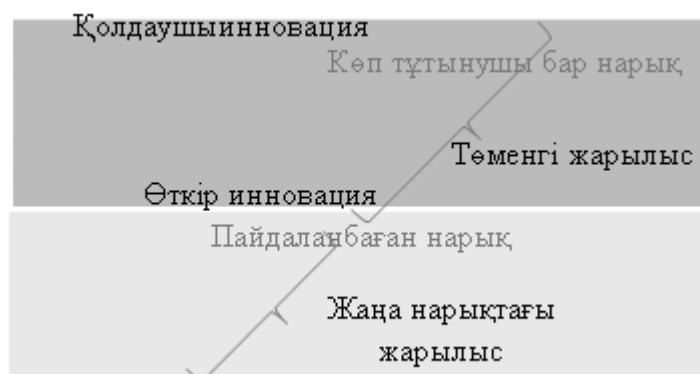 Қолдаушыинновация
Көп тұтынушы бар нарық
Төменгі жарылыс
Өткір инновация
Пайдаланбаған нарық
Жаңа нарықтағы
жарылыс